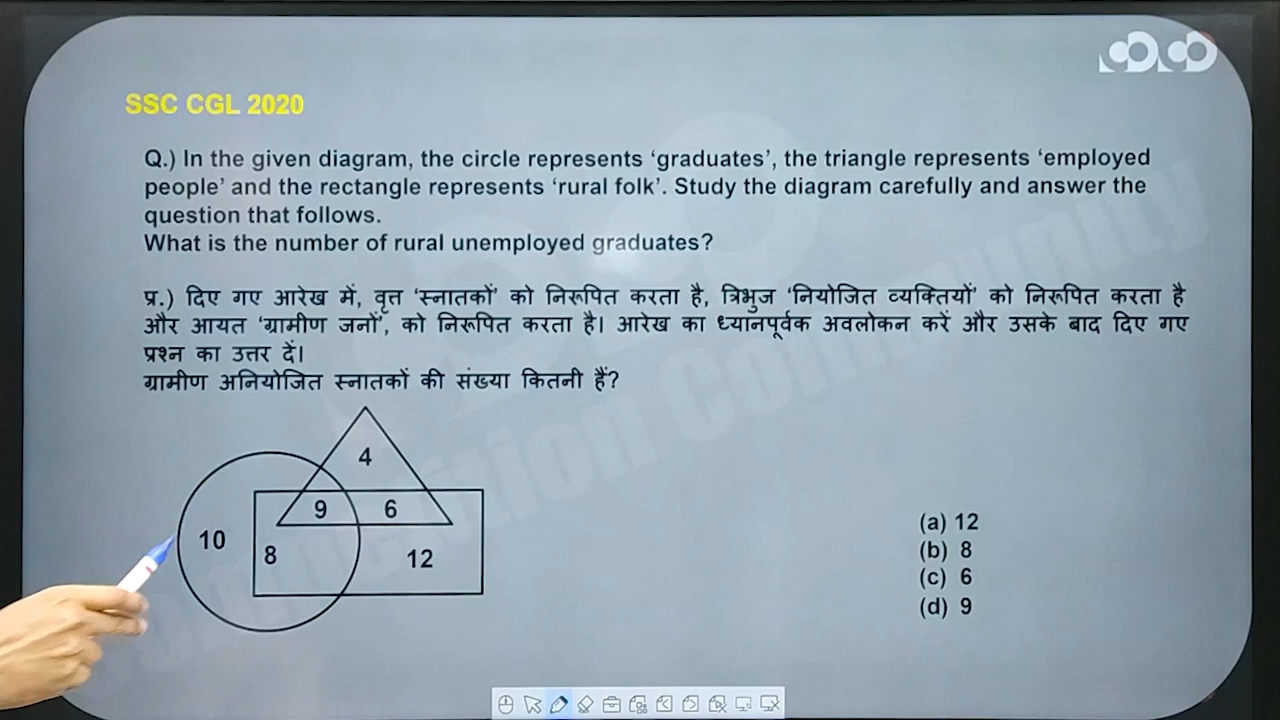 SSC CGL 2020
Q.) In the given diagram, the circle represents ‘graduates’, the triangle represents ‘employed
people’ and the rectangle represents ‘rural folk’. Study the diagram carefully and answer the
question that follows.
What is the number of rural unemployed graduates?
प्र.) दिए गए आरेख में, वृत्त ‘स्नातकों’ को निरूपित करता है, त्रिभुज ‘नियोजित व्यक्तियों’ को निरूपित करता है
और आयत ‘ग्रामीण जनों’, को निरूपित करता है। आरेख का ध्यानपूर्वक अवलोकन करें और उसके बाद दिए गए
प्रश्न का उत्तर दें।
ग्रामीण अनियोजित स्नातकों की संख्या कितनी हैं?
4
9 6
10 8 12
(a) 12
(b) 8
(c) 6
(d) 9
Community